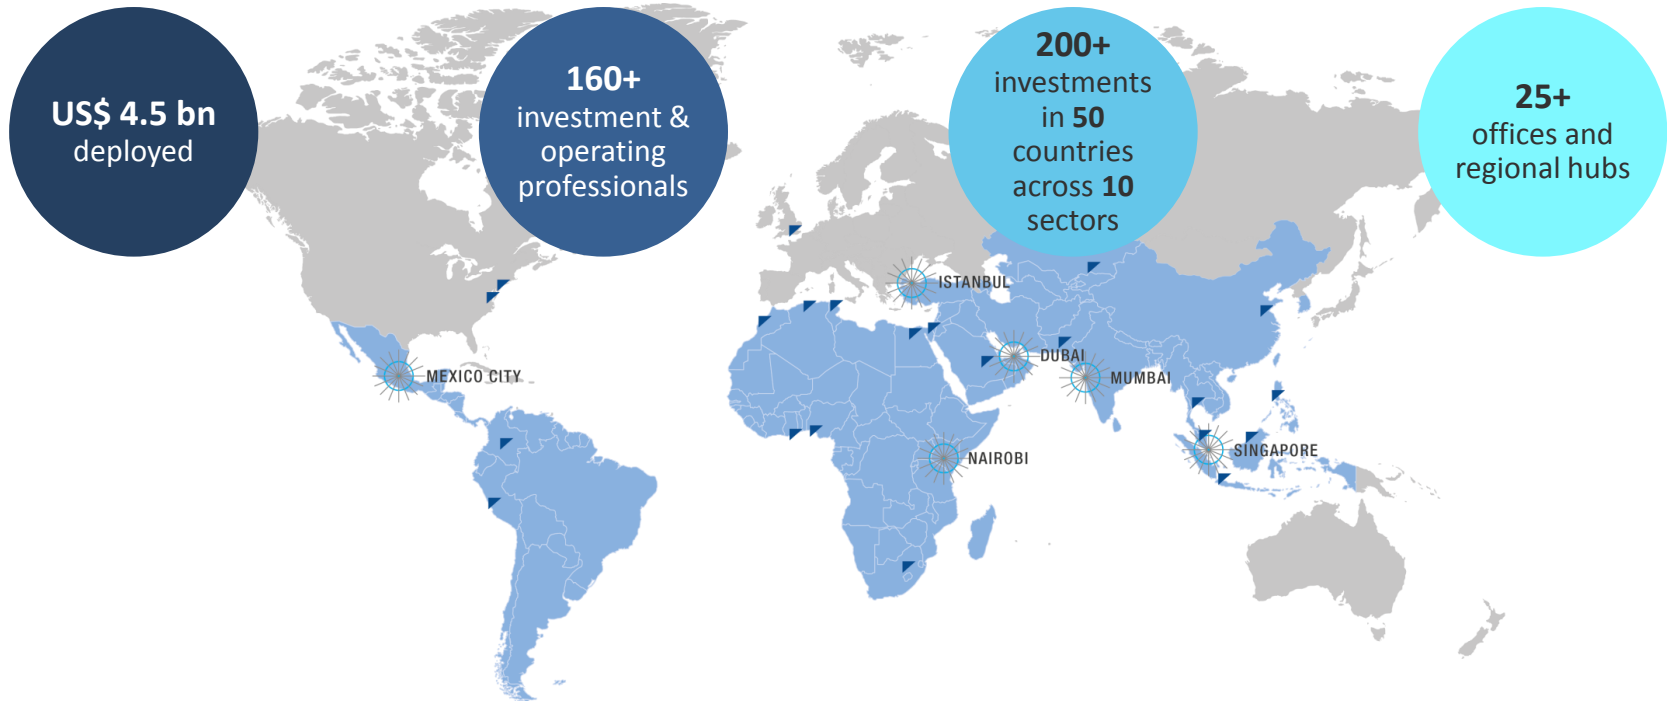 US$ 4.5 bn
deployed
160+
investment &
operating
professionals
200+
investments
in 50
countries
across 10
sectors
25+
offices and
regional hubs
ISTANBUL
DUBAI
MEXICO CITY
MUMBAI
SINGAPORE
NAIROBI